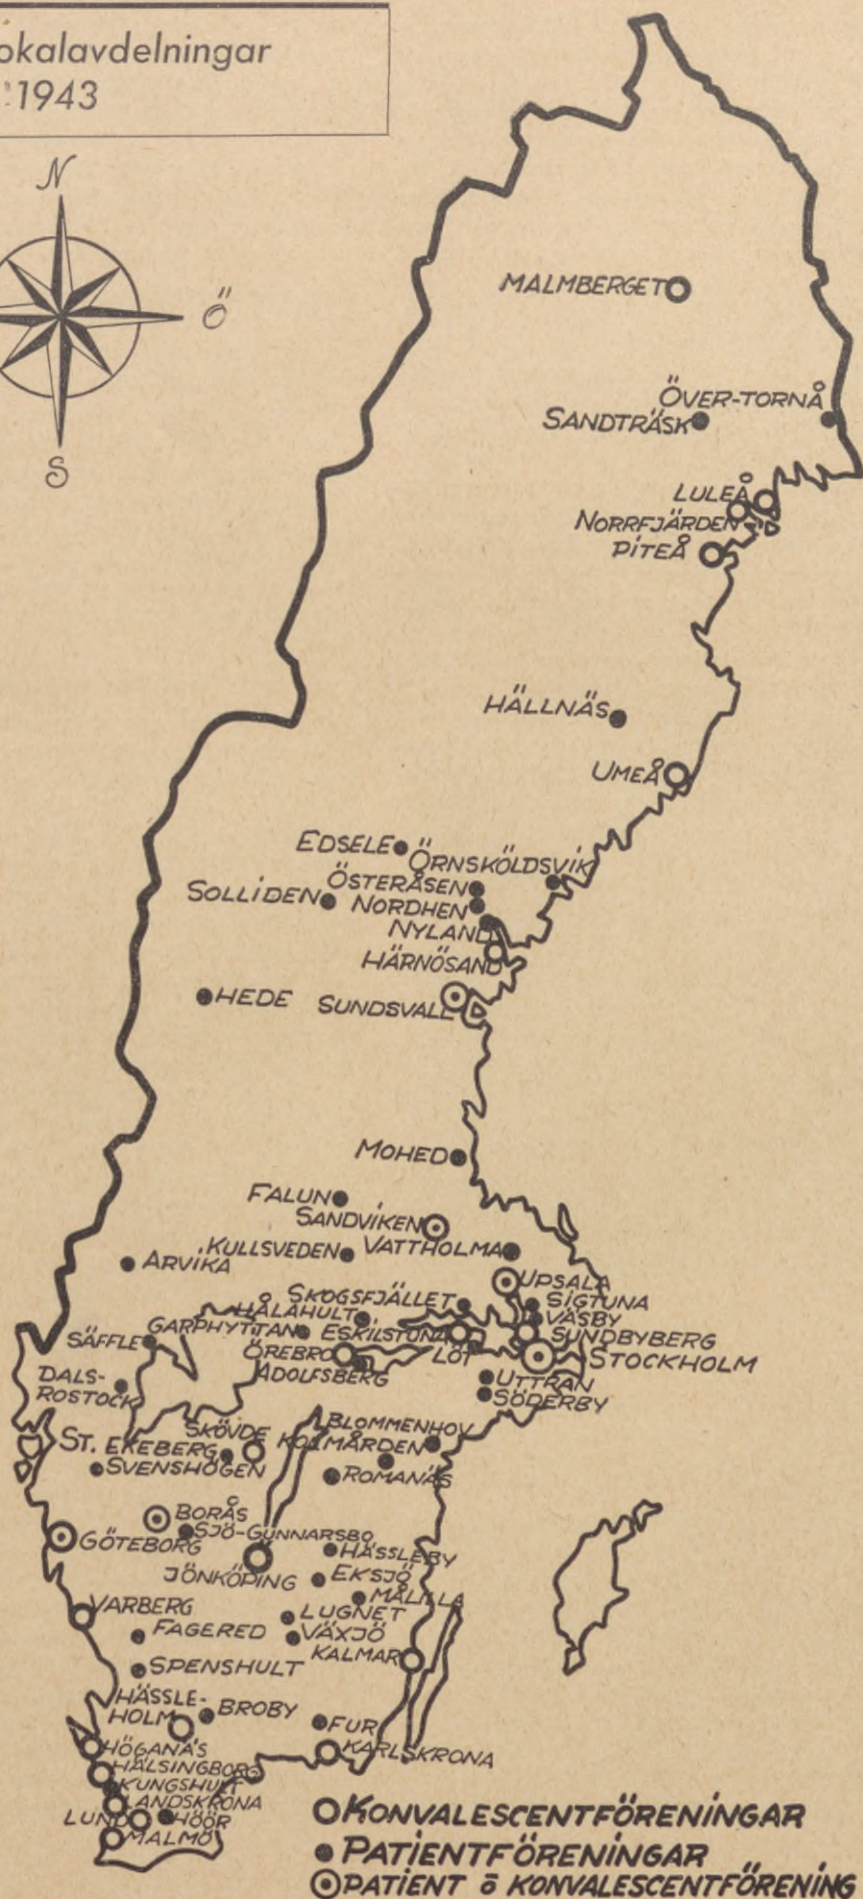 okalavdelningar
1943
N
Ö
S
MALMBERGET
ÖVER-TORNÅ
SANDTRÄSK
LULEÅ
NORRFJÄRDEN
PITEÅ
HÄLLNÄS
UMEÅ
EDSELE
ÖRNSKÖLDSVIK
ÖSTERÅSEN
SOLLIDEN
NORDHEN
NYLAND
HÄRNÖSAND
HEDE
SUNDSVALL
MOHED
FALUN
SANDVIKEN
KULLSVEDEN
VATTHOLMA
ARVIKA
UPSALA
SKOGSFJÄLLET
SIGTUNA
HÅLAHULT
VÄSBY
GARPHYTTAN
ESKILSTUNA
SUNDBYBERG
SÄFFLE
ÖREBRO
LÖT
STOCKHOLM
ADOLFSBERG
DALS-
ROSTOCK
UTTRAN
SÖDERBY
BLOMMENHOV
SKÖVDE
ST. EKEBERG
KOLMÅRDEN
SVENSHÖGEN
ROMANÄS
BORÅS
SJÖ-GUNNARSBO
GÖTEBORG
HÄSSLEBY
JÖNKÖPING
EKSJÖ
MÅLILLA
VARBERG
LUGNET
FAGERED
VÄXJÖ
KALMAR
SPENSHULT
HÄSSLE-
HOLM
BROBY
FUR
HÖGANÄS
KARLSKRONA
HÄLSINGBORG
KUNGSHULT
LANDSKRONA
LUND
HÖÖR
MALMÖ
KONVALESCENTFÖRENINGAR
PATIENTFÖRENINGAR
PATIENT o KONVALESCENTFÖRENING